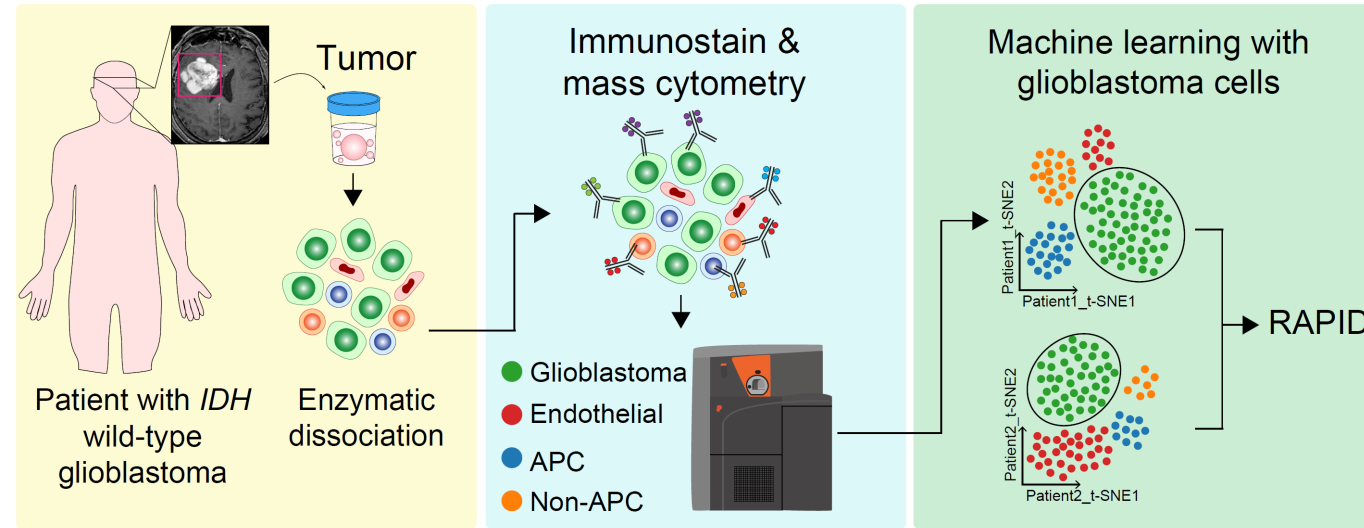 Tumor
Patient with IDH
wild-type
glioblastoma
Enzymatic
dissociation
Immunostain &
mass cytometry
Glioblastoma
Endothelial
APC
Non-APC
Machine learning with
glioblastoma cells
Patient1_t-SNE2
Patient1_t-SNE1
Patient2_t-SNE2
Patient2_t-SNE1
RAPID